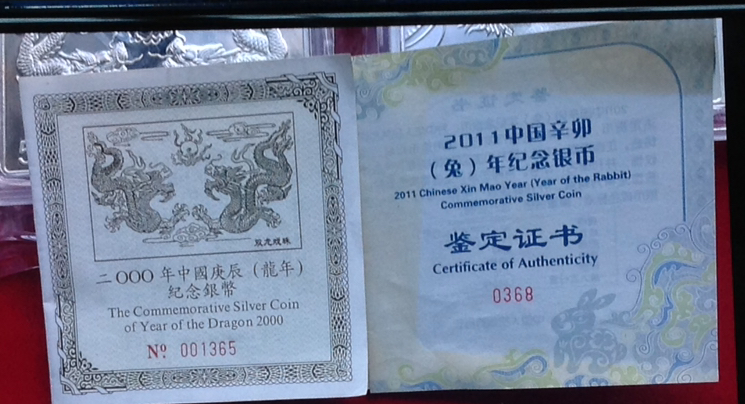 双龙戏珠
二000年中國庚辰（龍年）
紀念銀幣
The Commemorative Silver Coin
of Year of the Dragon 2000
Nº 001365
2011中国辛卯
（兔）年纪念银币
2011 Chinese Xin Mao Year (Year of the Rabbit)
Commemorative Silver Coin
鉴定证书
Certificate of Authenticity
0368